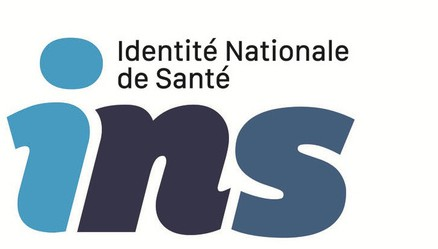 Identité Nationale
de Santé
ins